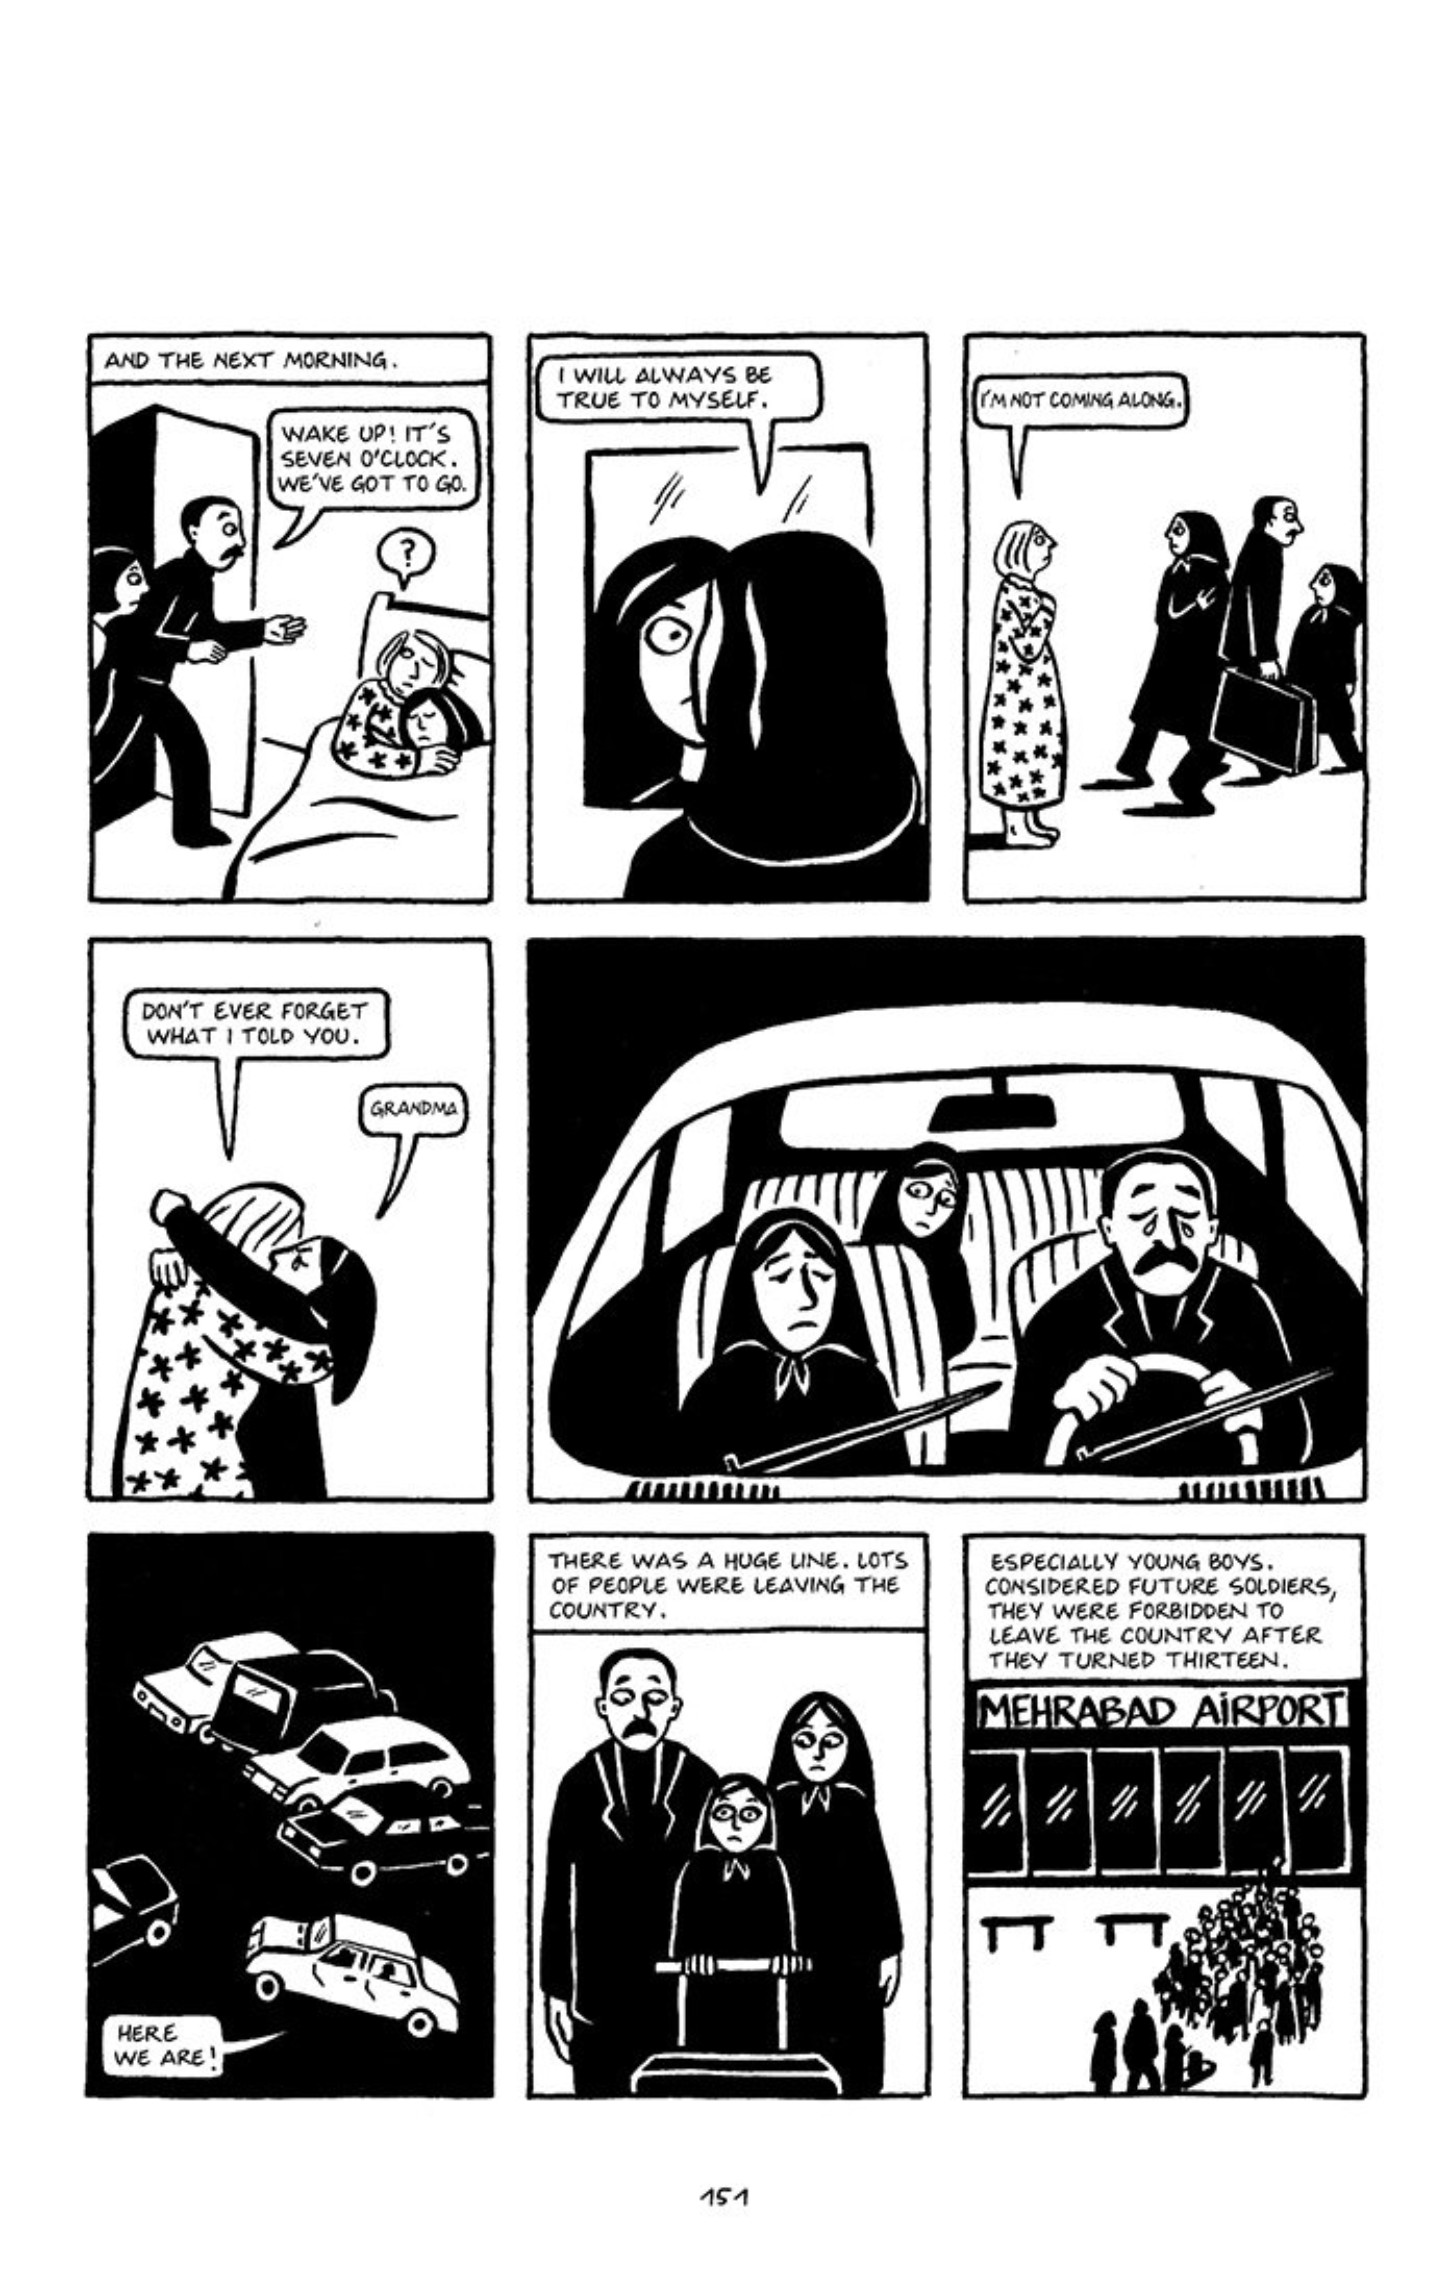 AND THE NEXT MORNING.
WAKE UP! IT'S
SEVEN O'CLOCK.
WE'VE GOT TO GO.
?
I WILL ALWAYS BE
TRUE TO MYSELF.
I'M NOT COMING ALONG.
DON'T EVER FORGET
WHAT I TOLD YOU.
GRANDMA
HERE
WE ARE!
THERE WAS A HUGE LINE. LOTS
OF PEOPLE WERE LEAVING THE
COUNTRY.
ESPECIALLY YOUNG BOYS.
CONSIDERED FUTURE SOLDIERS,
THEY WERE FORBIDDEN TO
LEAVE THE COUNTRY AFTER
THEY TURNED THIRTEEN.
MEHRABAD AIRPORT
151